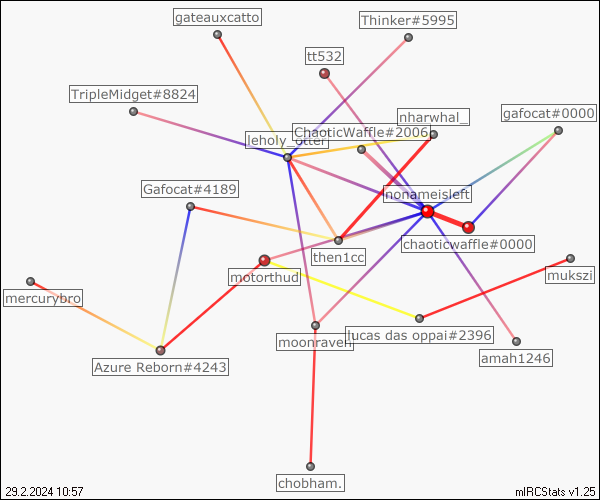 gateauxcatto
Thinker#5995
tt532
TripleMidget#8824
nharwhal_
gafocat#0000
ChaoticWaffle#2006
leholy_otter
Gafocat#4189
nonameisleft
chaoticwaffle#0000
then1cc
motorthud
mukszi
mercurybro
lucas das oppai#2396
moonraven
amah1246
Azure Reborn#4243
chobham.
29.2.2024 10:57
mIRCStats v1.25